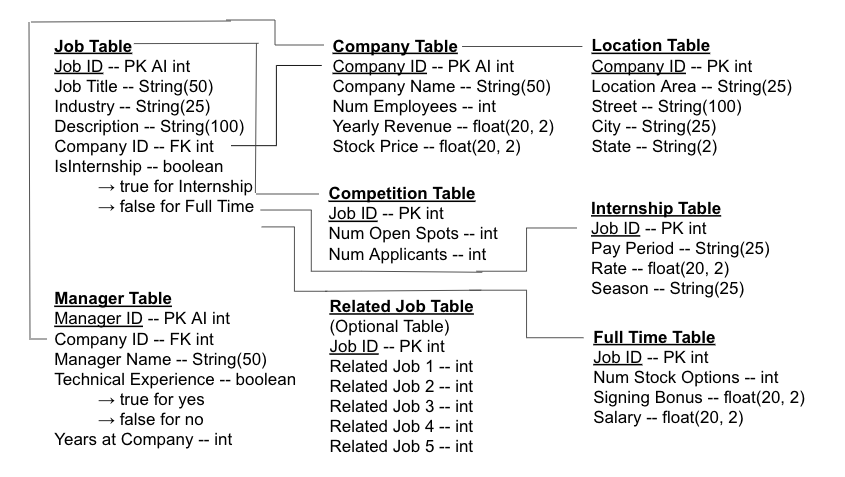 Job Table
Job ID -- PK AI int
Job Title -- String(50)
Industry -- String(25)
Description -- String(100)
Company ID -- FK int
IsInternship -- boolean
→ true for Internship
→ false for Full Time
Company Table
Company ID -- PK AI int
Company Name -- String(50)
Num Employees -- int
Yearly Revenue -- float(20, 2)
Stock Price -- float(20, 2)
Location Table
Company ID -- PK int
Location Area -- String(25)
Street -- String(100)
City -- String(25)
State -- String(2)
Competition Table
Job ID -- PK int
Num Open Spots -- int
Num Applicants -- int
Internship Table
Job ID -- PK int
Pay Period -- String(25)
Rate -- float(20, 2)
Season -- String(25)
Manager Table
Manager ID -- PK AI int
Company ID -- FK int
Manager Name -- String(50)
Technical Experience -- boolean
→ true for yes
→ false for no
Years at Company -- int
Related Job Table
(Optional Table)
Job ID -- PK int
Related Job 1 -- int
Related Job 2 -- int
Related Job 3 -- int
Related Job 4 -- int
Related Job 5 -- int
Full Time Table
Job ID -- PK int
Num Stock Options -- int
Signing Bonus -- float(20, 2)
Salary -- float(20, 2)